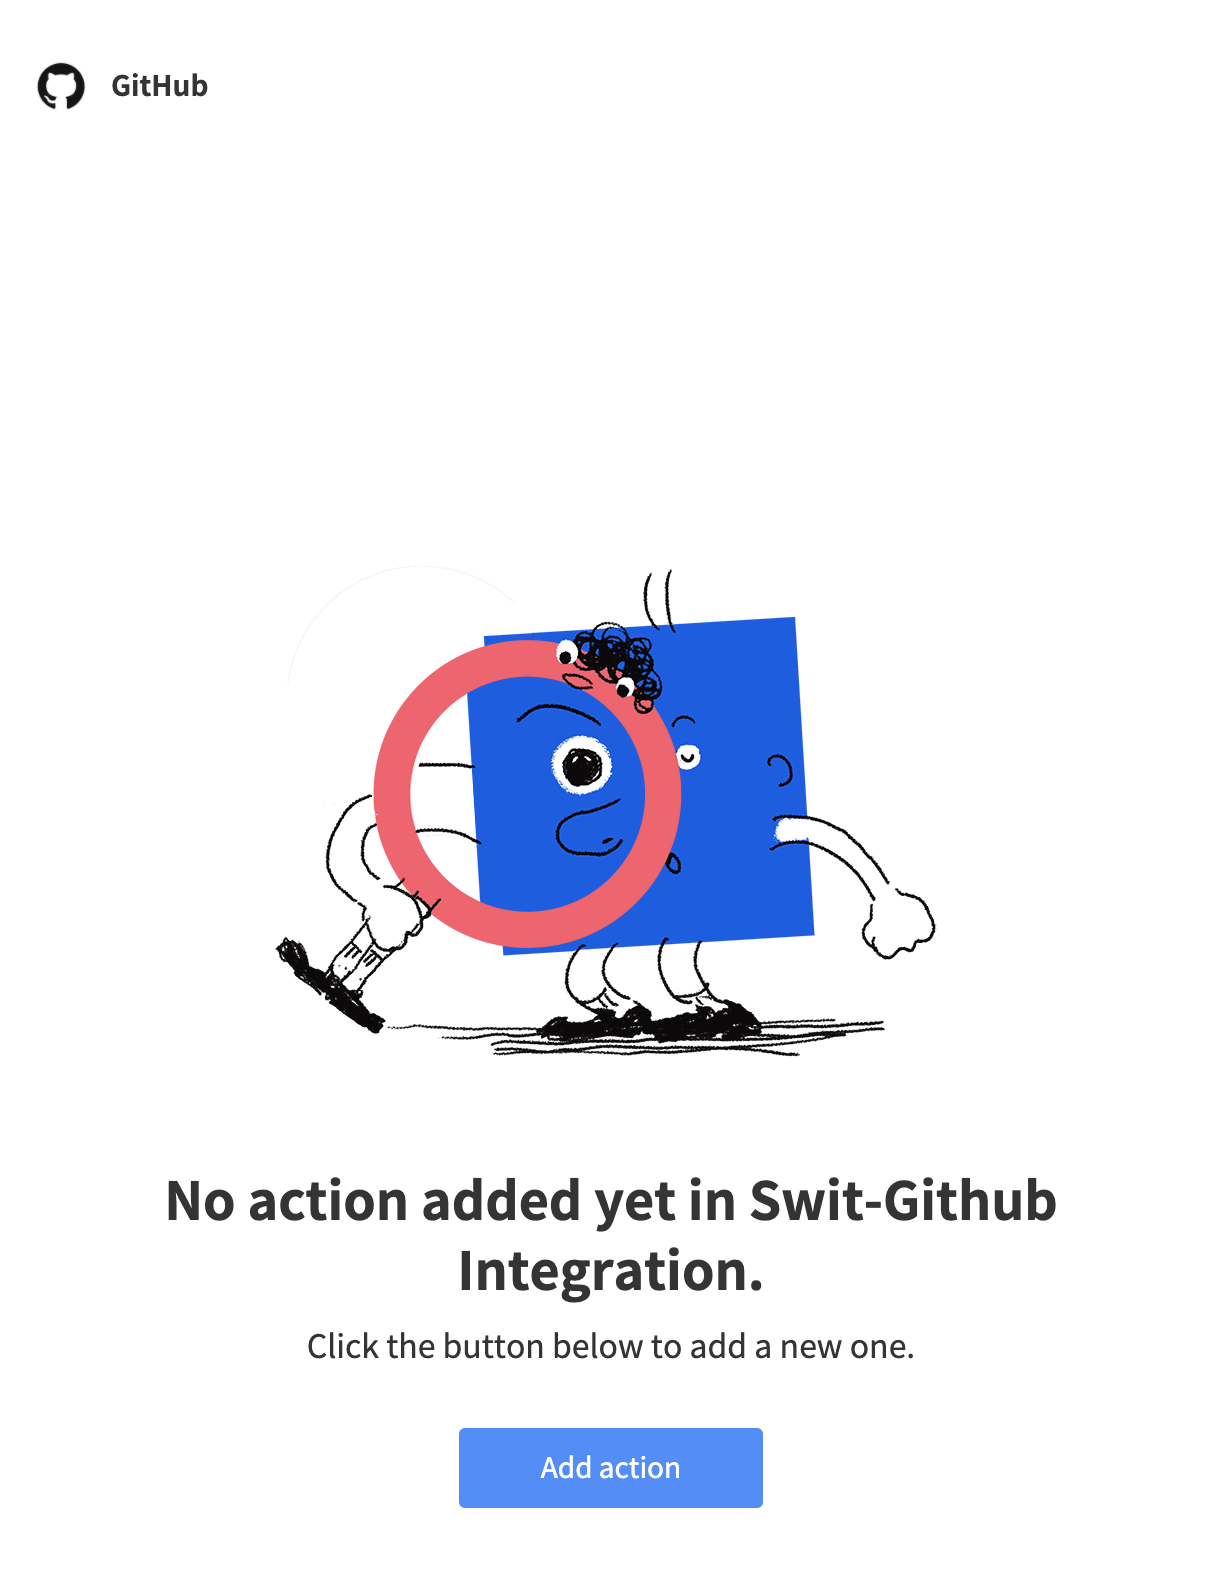 GitHub
No action added yet in Swit-Github
Integration.
Click the button below to add a new one.
Add action